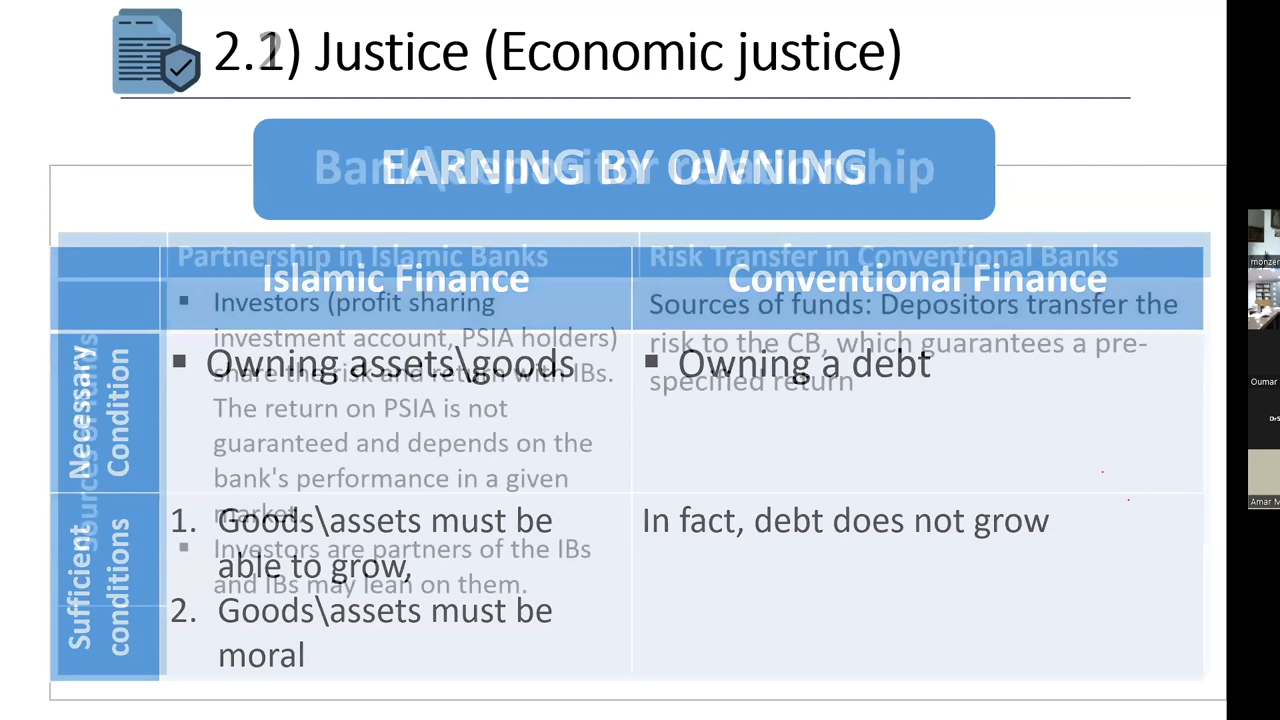 2.1) Justice (Economic justice)
EARNING BY OWNING
Bank\depositor relationship
Partnership in Islamic Banks
Risk Transfer in Conventional Banks
Islamic Finance
Conventional Finance
Investors (profit sharing
investment account, PSIA holders)
share the risk and return with IBs.
The return on PSIA is not
guaranteed and depends on the
bank's performance in a given
market.
Investors are partners of the IBs
and IBs may lean on them.
Sources of funds: Depositors transfer the
risk to the CB, which guarantees a pre-
specified return
Necessary
Condition
▪ Owning assets\goods
▪ Owning a debt
Sufficient
conditions
1. Goods\assets must be
able to grow,
2. Goods\assets must be
moral
In fact, debt does not grow
monzer
Oumar
Amar M